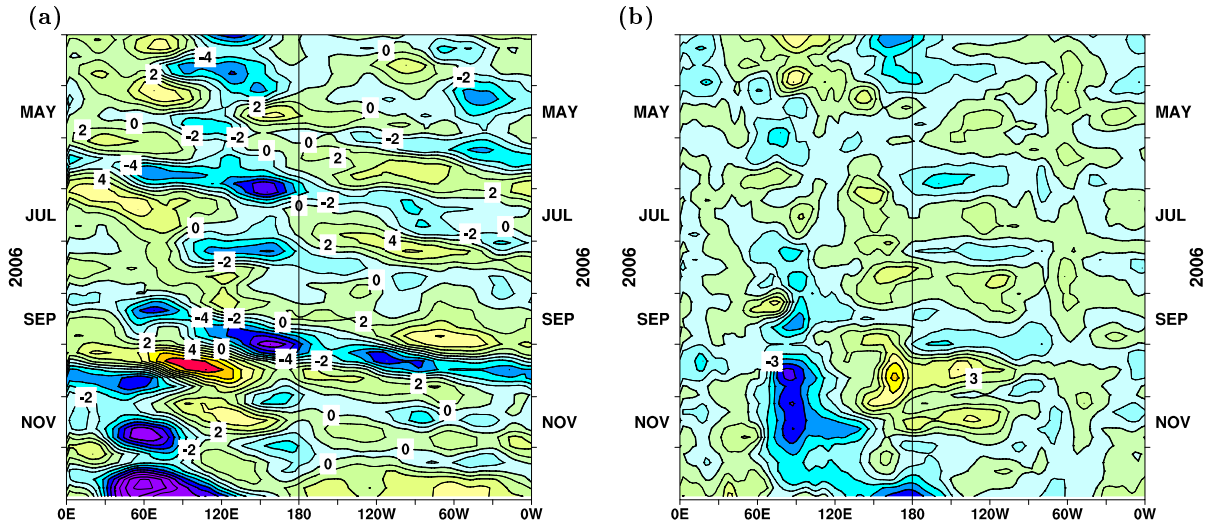 (a) (b)
0
-4
2
-2
2 0
MAY MAY MAY MAY
2 0 -2 -2 0 -2
0 2
-4
4 2
0 -2
JUL JUL JUL JUL
0 -2 0
2 4
-2
2006 2006 2006
0
SEP -4 -2 0 2 SEP SEP SEP
2 4 0 -4 -2 -3
2 3
-2
NOV 2 0 0 NOV NOV NOV
-2 0
0
0E 60E 120E 180 120W 60W 0W 0E 60E 120E 180 120W 60W 0W